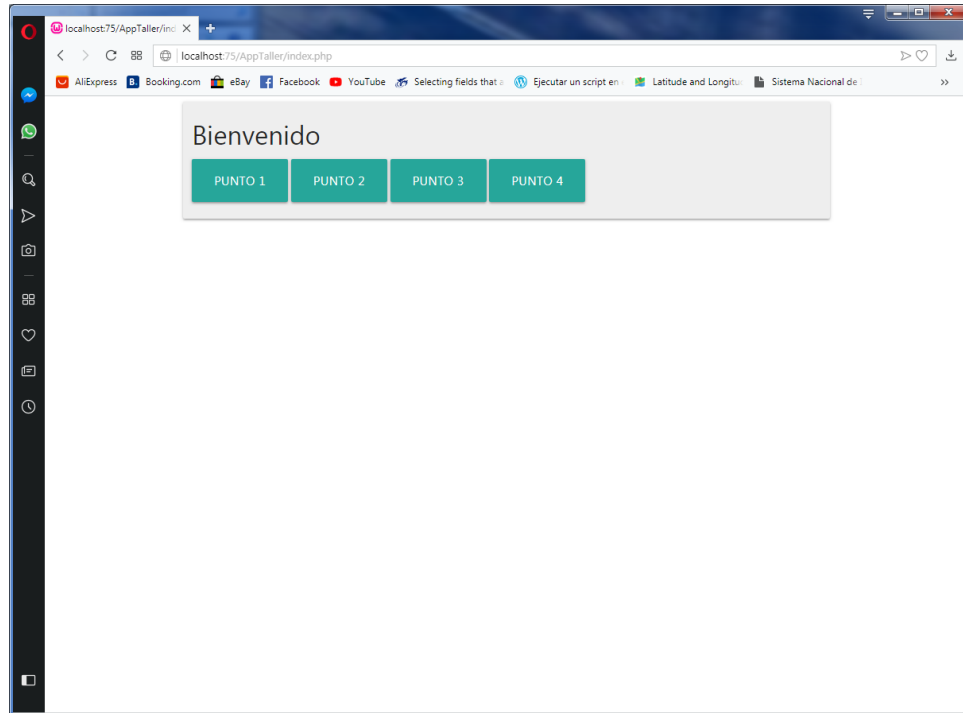 localhost:75/AppTaller/ind
localhost:75/AppTaller/index.php
AliExpress B. Booking.com eBay Facebook YouTube Selecting fields that a Ejecutar un script en Latitude and Longitu Sistema Nacional de
Bienvenido
PUNTO 1 PUNTO 2 PUNTO 3 PUNTO 4